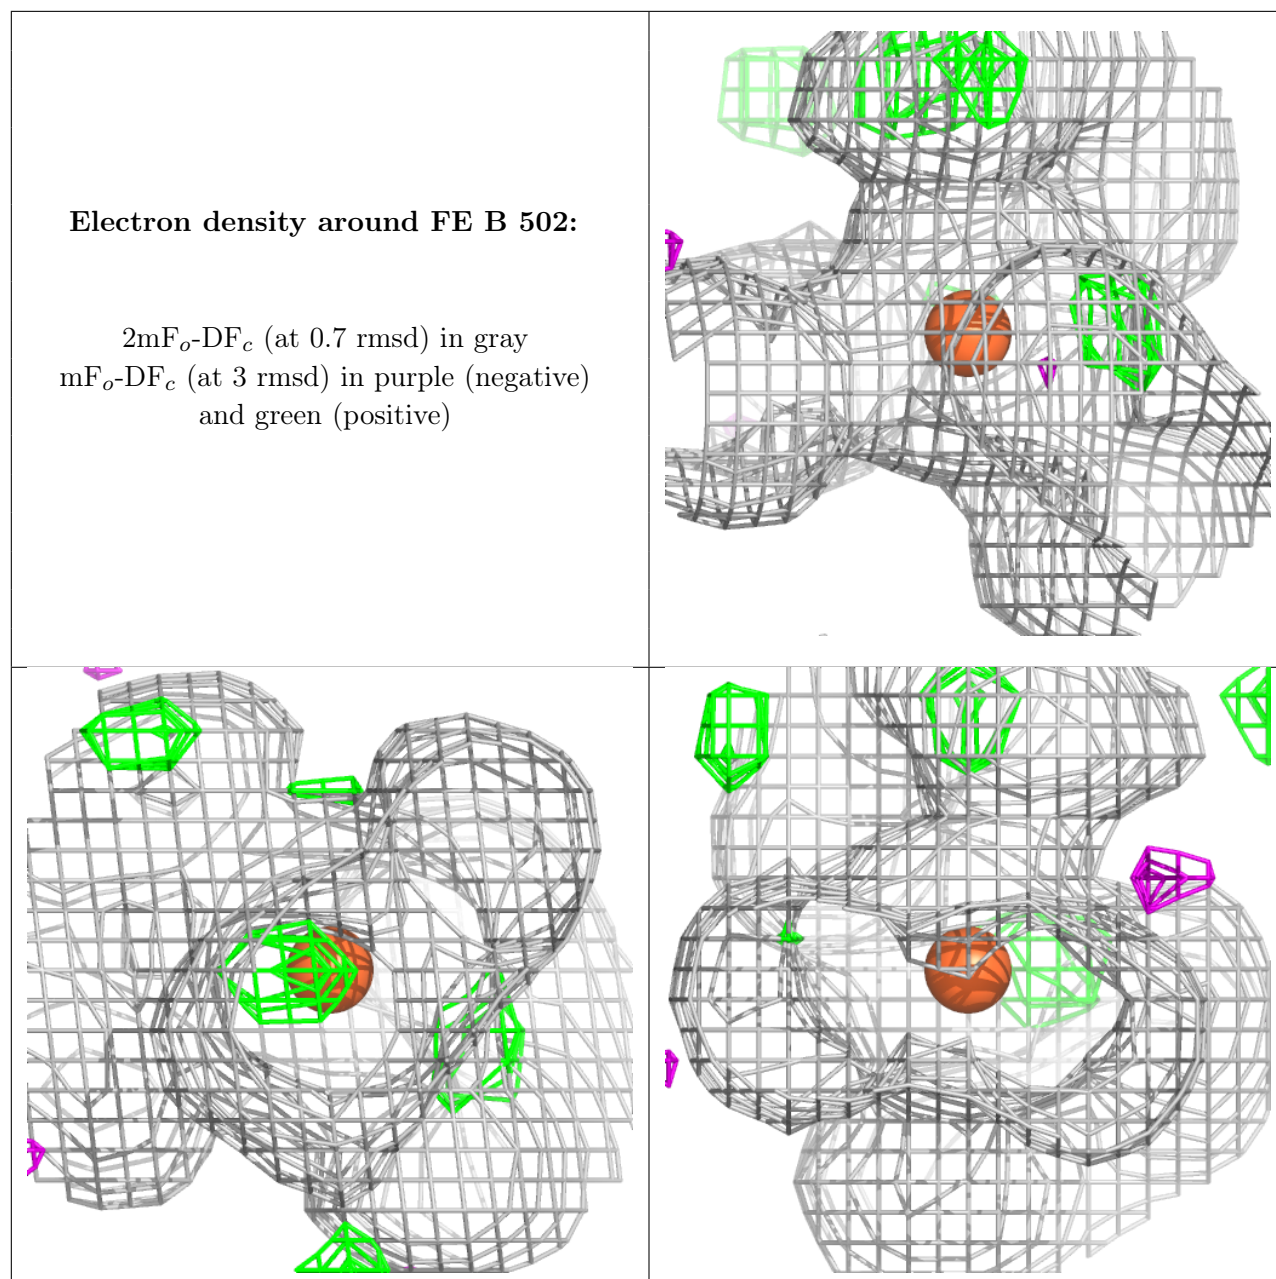 Electron density around FE B 502:
2mFo-DFc (at 0.7 rmsd) in gray
mFo-DFc (at 3 rmsd) in purple (negative)
and green (positive)